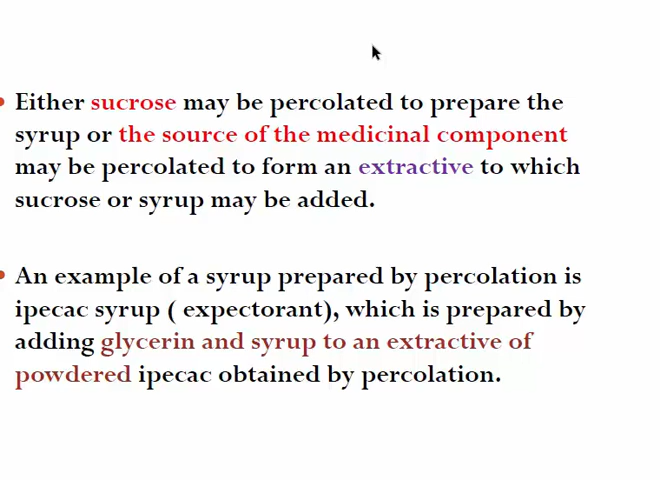 • Either sucrose may be percolated to prepare the
syrup or the source of the medicinal component
may be percolated to form an extractive to which
sucrose or syrup may be added.
• An example of a syrup prepared by percolation is
ipecac syrup ( expectorant), which is prepared by
adding glycerin and syrup to an extractive of
powdered ipecac obtained by percolation.